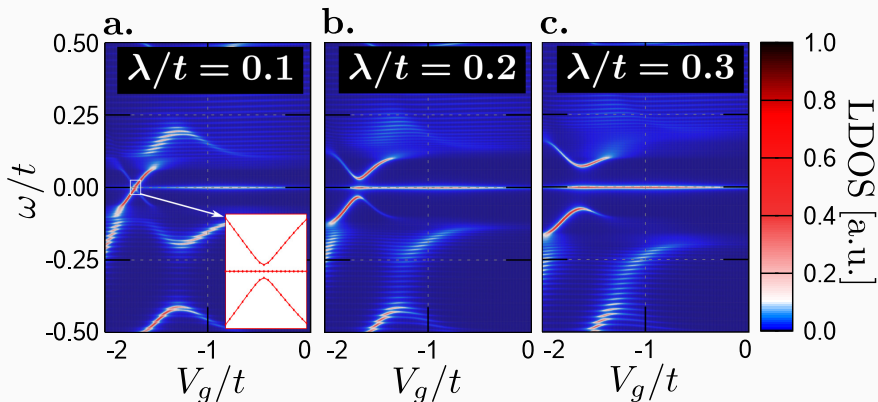 a.
b.
c.
λ/t = 0.1
λ/t = 0.2
λ/t = 0.3
0.50
0.25
0.00
-0.25
-0.50
ω/t
-2
-1
0
-2
-1
0
-2
-1
0
V_g/t
V_g/t
V_g/t
1.0
0.8
0.6
0.4
0.2
0.0
LDOS [a.u.]